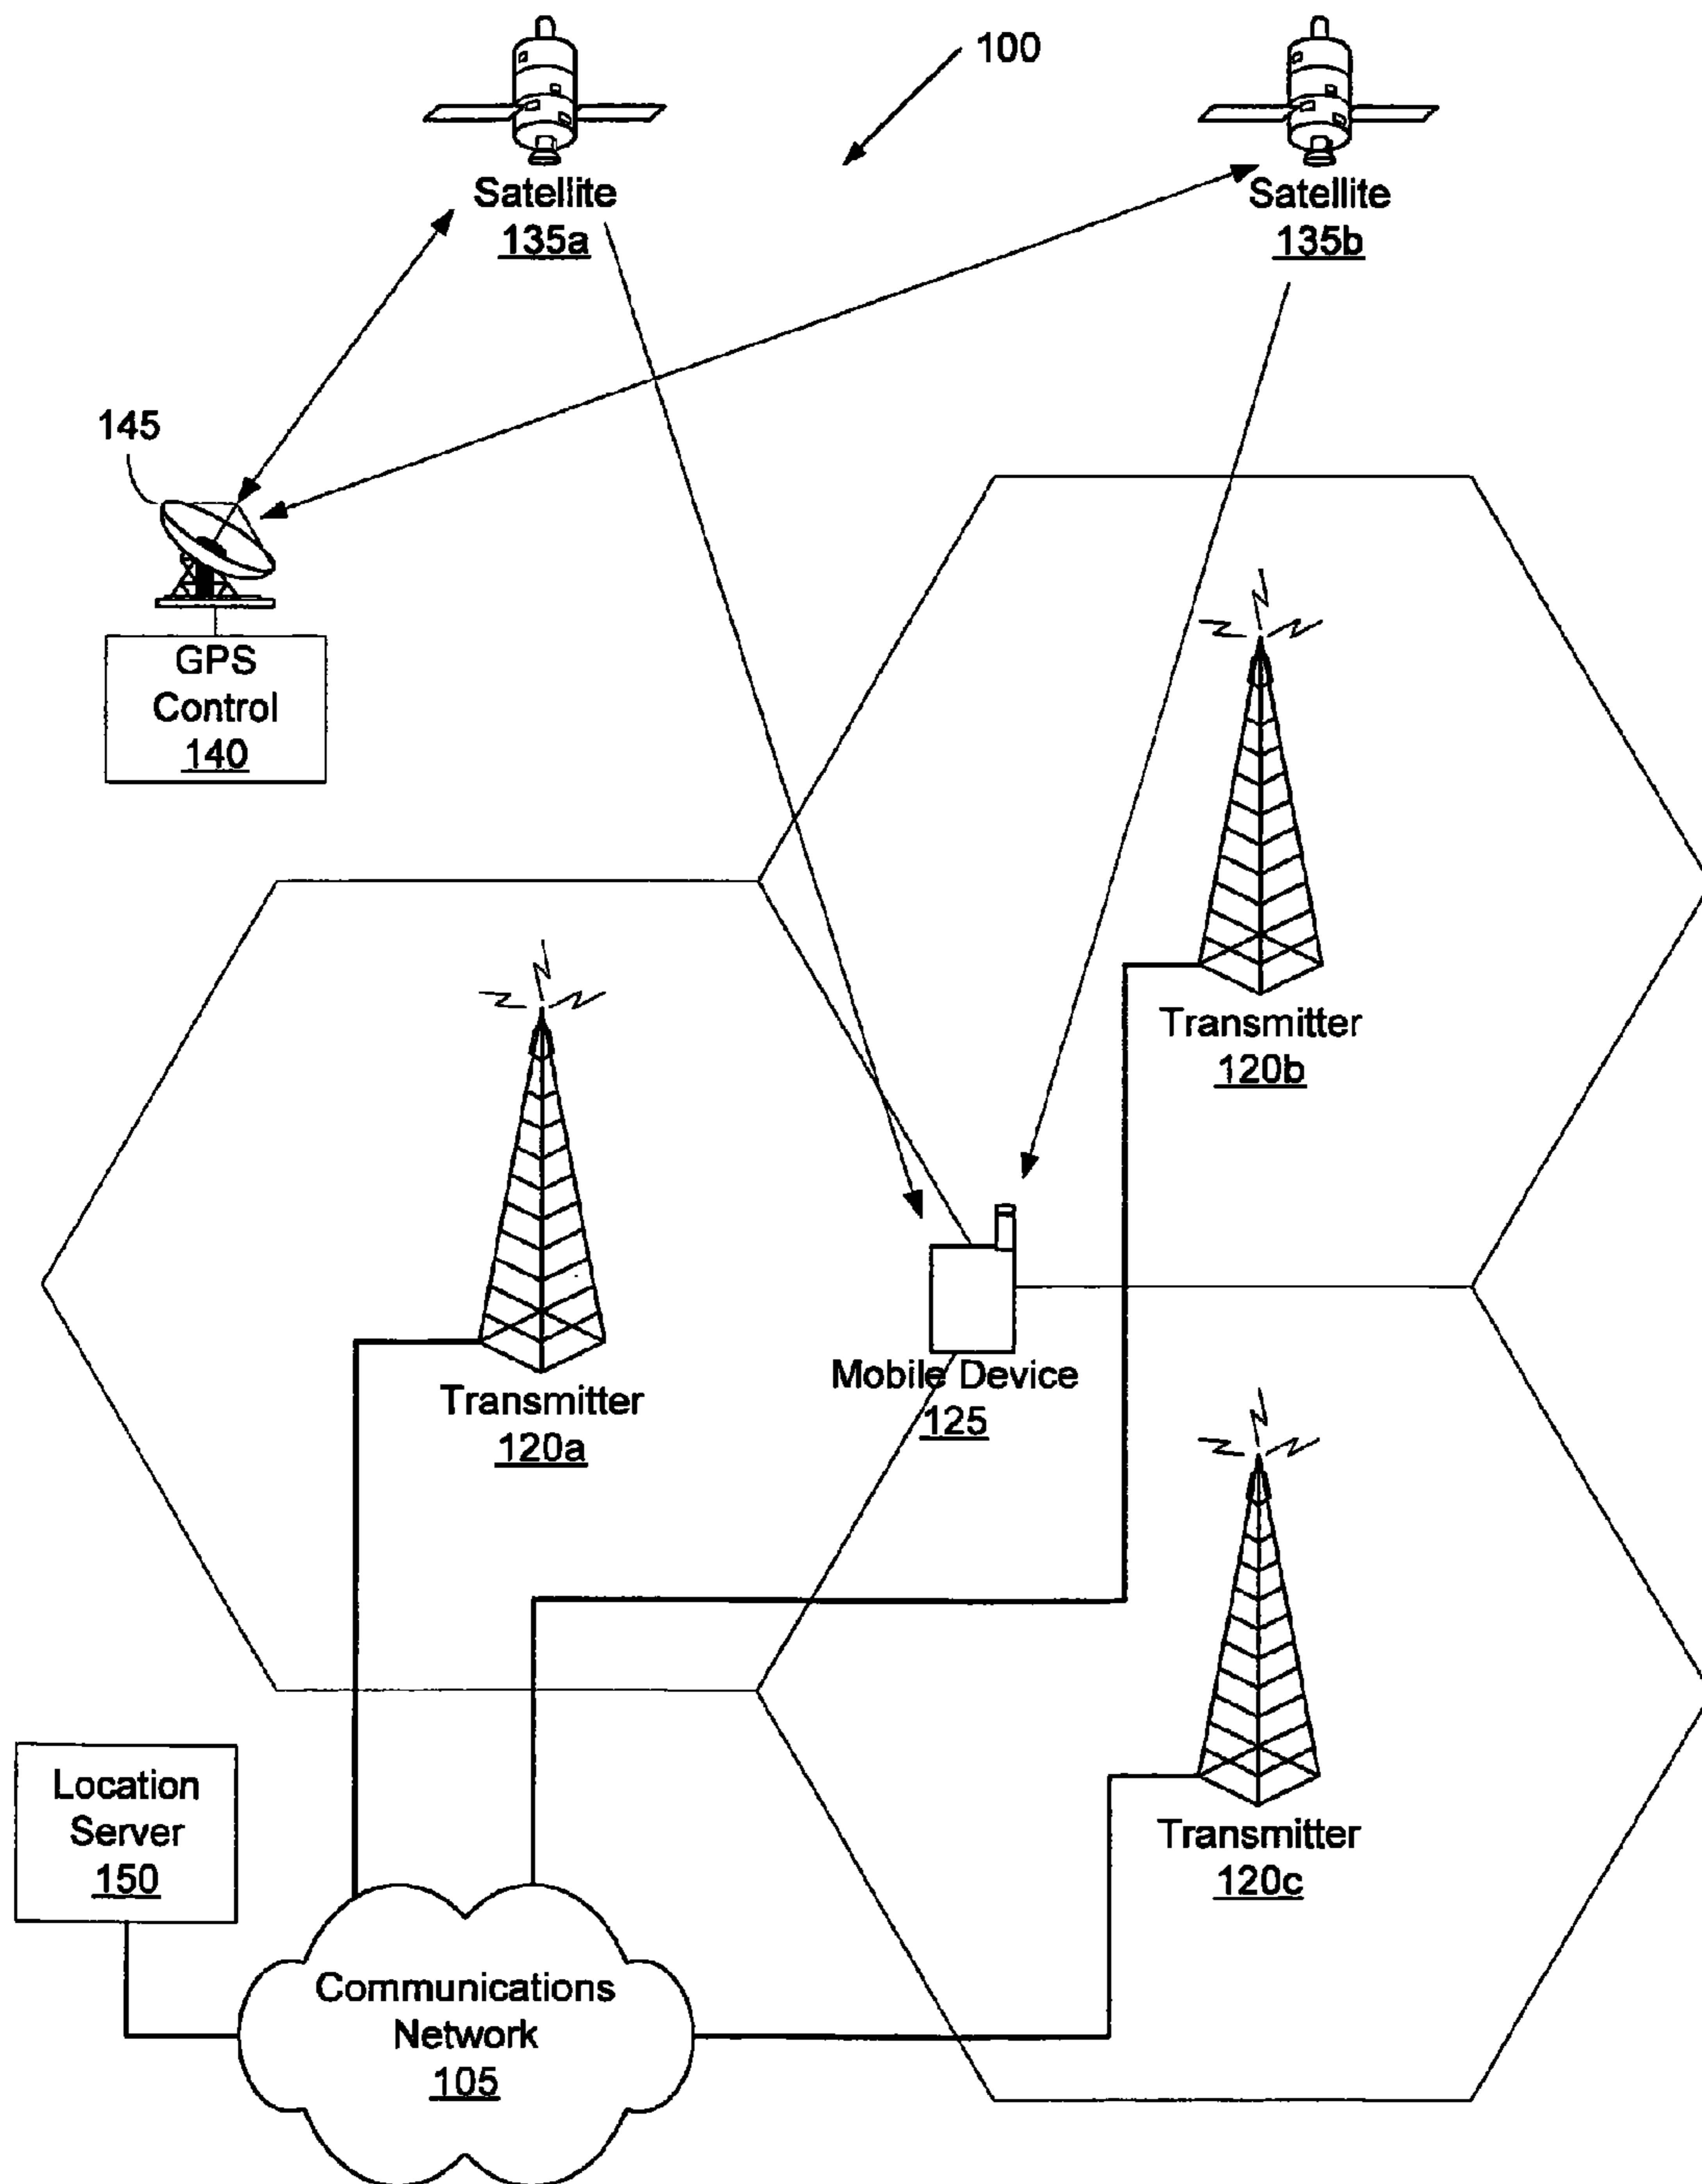 100
Satellite
135a
Satellite
135b
145
GPS
Control
140
Transmitter
120b
Transmitter
120a
Mobile Device
125
Transmitter
120c
Location
Server
150
Communications
Network
105